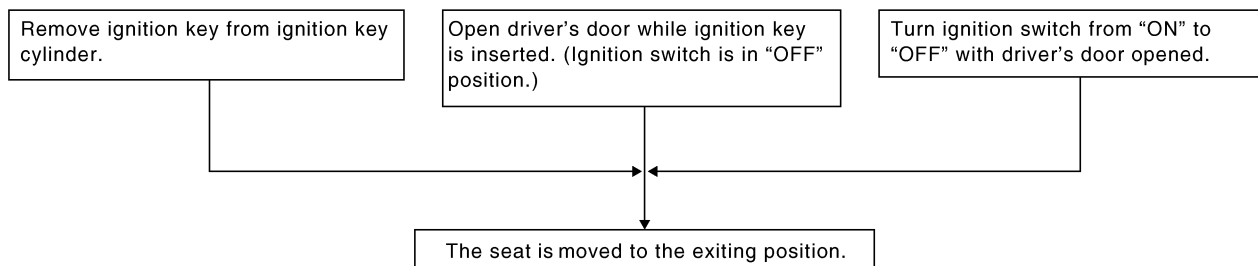 Remove ignition key from ignition key
cylinder.
Open driver’s door while ignition key
is inserted. (Ignition switch is in “OFF”
position.)
Turn ignition switch from “ON” to
“OFF” with driver’s door opened.
The seat is moved to the exiting position.